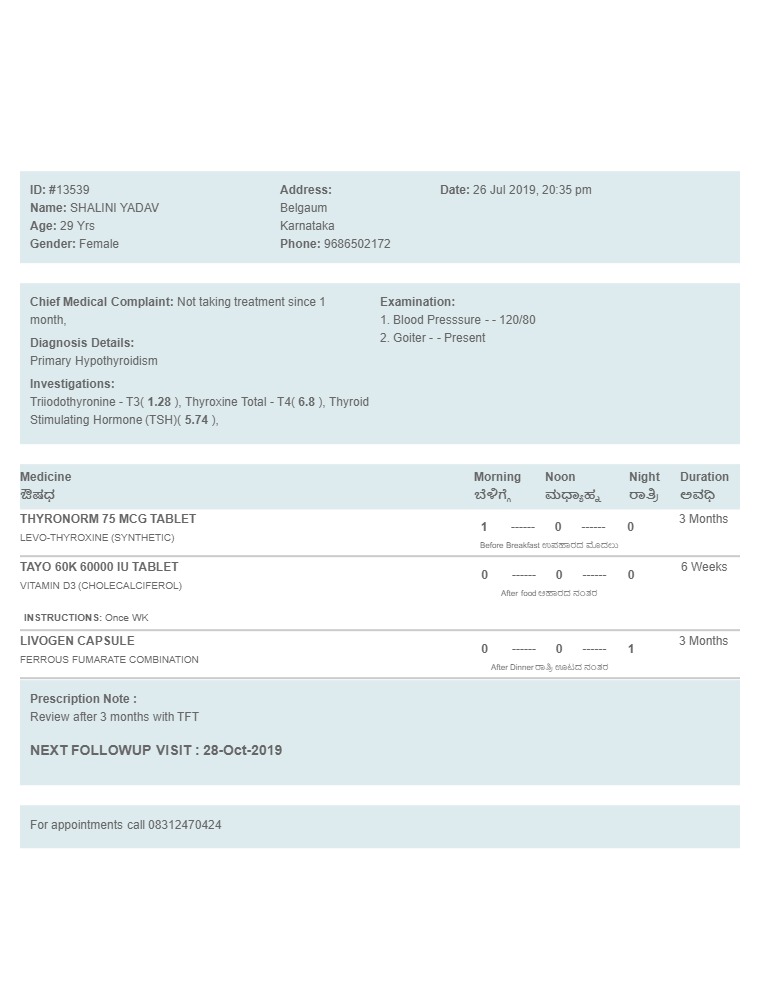 ID: #13539
Name: SHALINI YADAV
Age: 29 Yrs
Gender: Female
Address:
Belgaum
Karnataka
Phone: 9686502172
Date: 26 Jul 2019, 20:35 pm
Chief Medical Complaint: Not taking treatment since 1
month,
Diagnosis Details:
Primary Hypothyroidism
Investigations:
Triiodothyronine - T3( 1.28 ), Thyroxine Total - T4( 6.8 ), Thyroid
Stimulating Hormone (TSH)( 5.74 ),
Examination:
1. Blood Presssure - - 120/80
2. Goiter - - Present
Medicine Morning Noon Night Duration
ಔಷಧ ಬೆಳಿಗ್ಗೆ ಮಧ್ಯಾಹ್ನ ರಾತ್ರಿ ಅವಧಿ
THYRONORM 75 MCG TABLET 1 ------ 0 ------ 0 3 Months
LEVO-THYROXINE (SYNTHETIC) Before Breakfast ಉಪಹಾರದ ಮೊದಲು
TAYO 60K 60000 IU TABLET 0 ------ 0 ------ 0 6 Weeks
VITAMIN D3 (CHOLECALCIFEROL) After food ಆಹಾರದ ನಂತರ
INSTRUCTIONS: Once WK
LIVOGEN CAPSULE 0 ------ 0 ------ 1 3 Months
FERROUS FUMARATE COMBINATION After Dinner ರಾತ್ರಿ ಊಟದ ನಂತರ
Prescription Note :
Review after 3 months with TFT
NEXT FOLLOWUP VISIT : 28-Oct-2019
For appointments call 08312470424